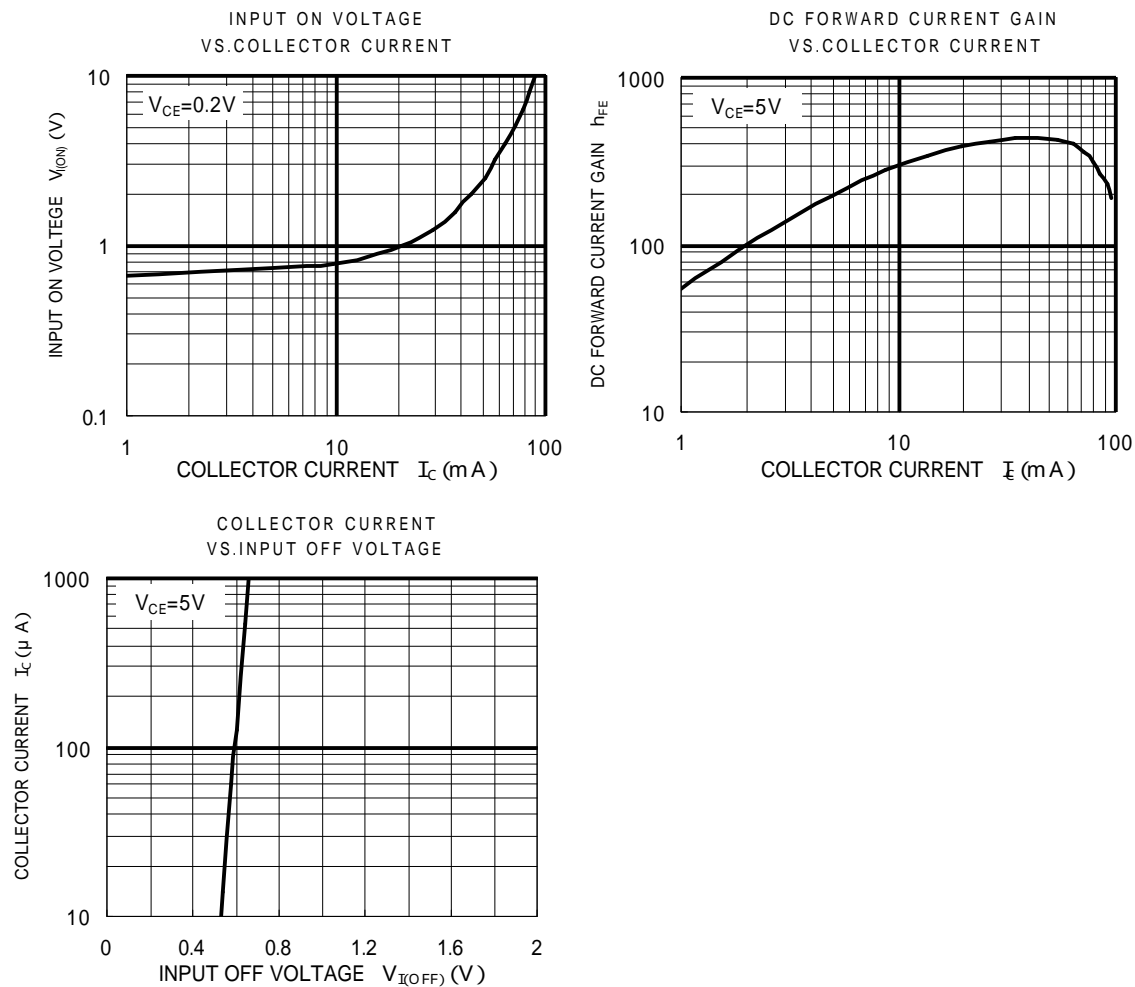 INPUT ON VOLTAGE
VS.COLLECTOR CURRENT
10
1
0.1
VCE=0.2V
INPUT ON VOLTEGE VI(ON) (V)
1 10 100
COLLECTOR CURRENT IC (mA)
DC FORWARD CURRENT GAIN
VS.COLLECTOR CURRENT
1000
100
10
VCE=5V
DC FORWARD CURRENT GAIN hFE
1 10 100
COLLECTOR CURRENT (mA)
COLLECTOR CURRENT
VS.INPUT OFF VOLTAGE
1000
100
10
VCE=5V
COLLECTOR CURRENT IC (μA)
0 0.4 0.8 1.2 1.6 2
INPUT OFF VOLTAGE VI(OFF) (V)